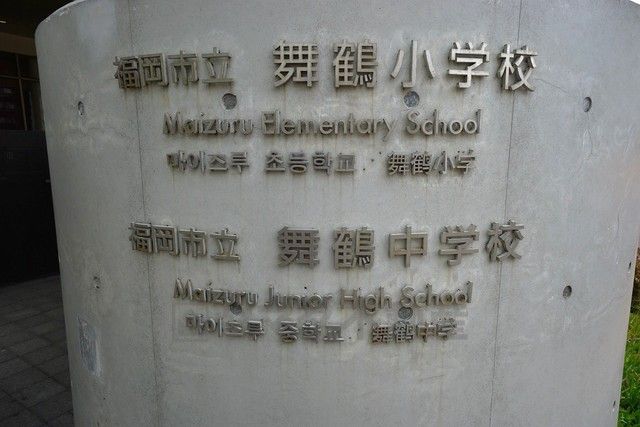 福岡市立 舞鶴小学校
Maizuru Elementary School
마이즈루 초등학교 舞鶴小学
福岡市立 舞鶴中学校
Maizuru Junior High School
마이즈루 중학교 舞鶴中学